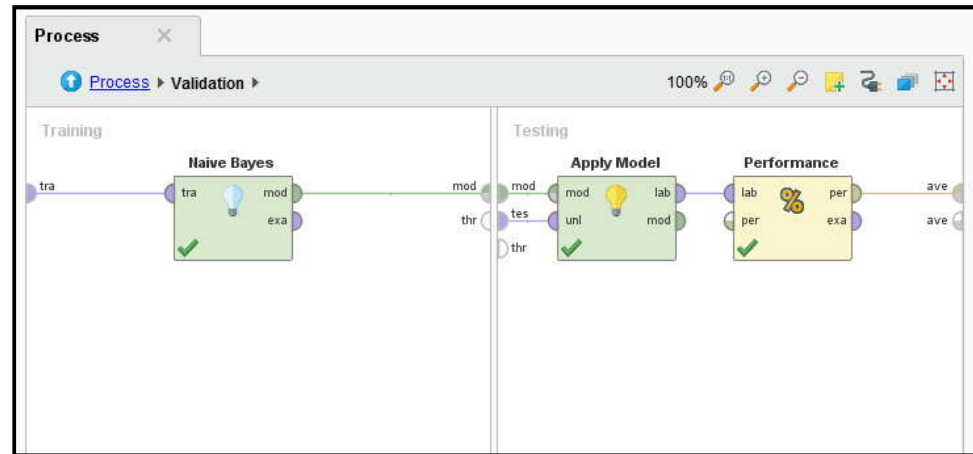 Process
Process Validation
100%
Training
Naive Bayes
tra
tra
mod
mod
exa
thr
Testing
Apply Model
Performance
mod
mod
lab
lab
per
ave
tes
unl
mod
per
exa
ave
thr